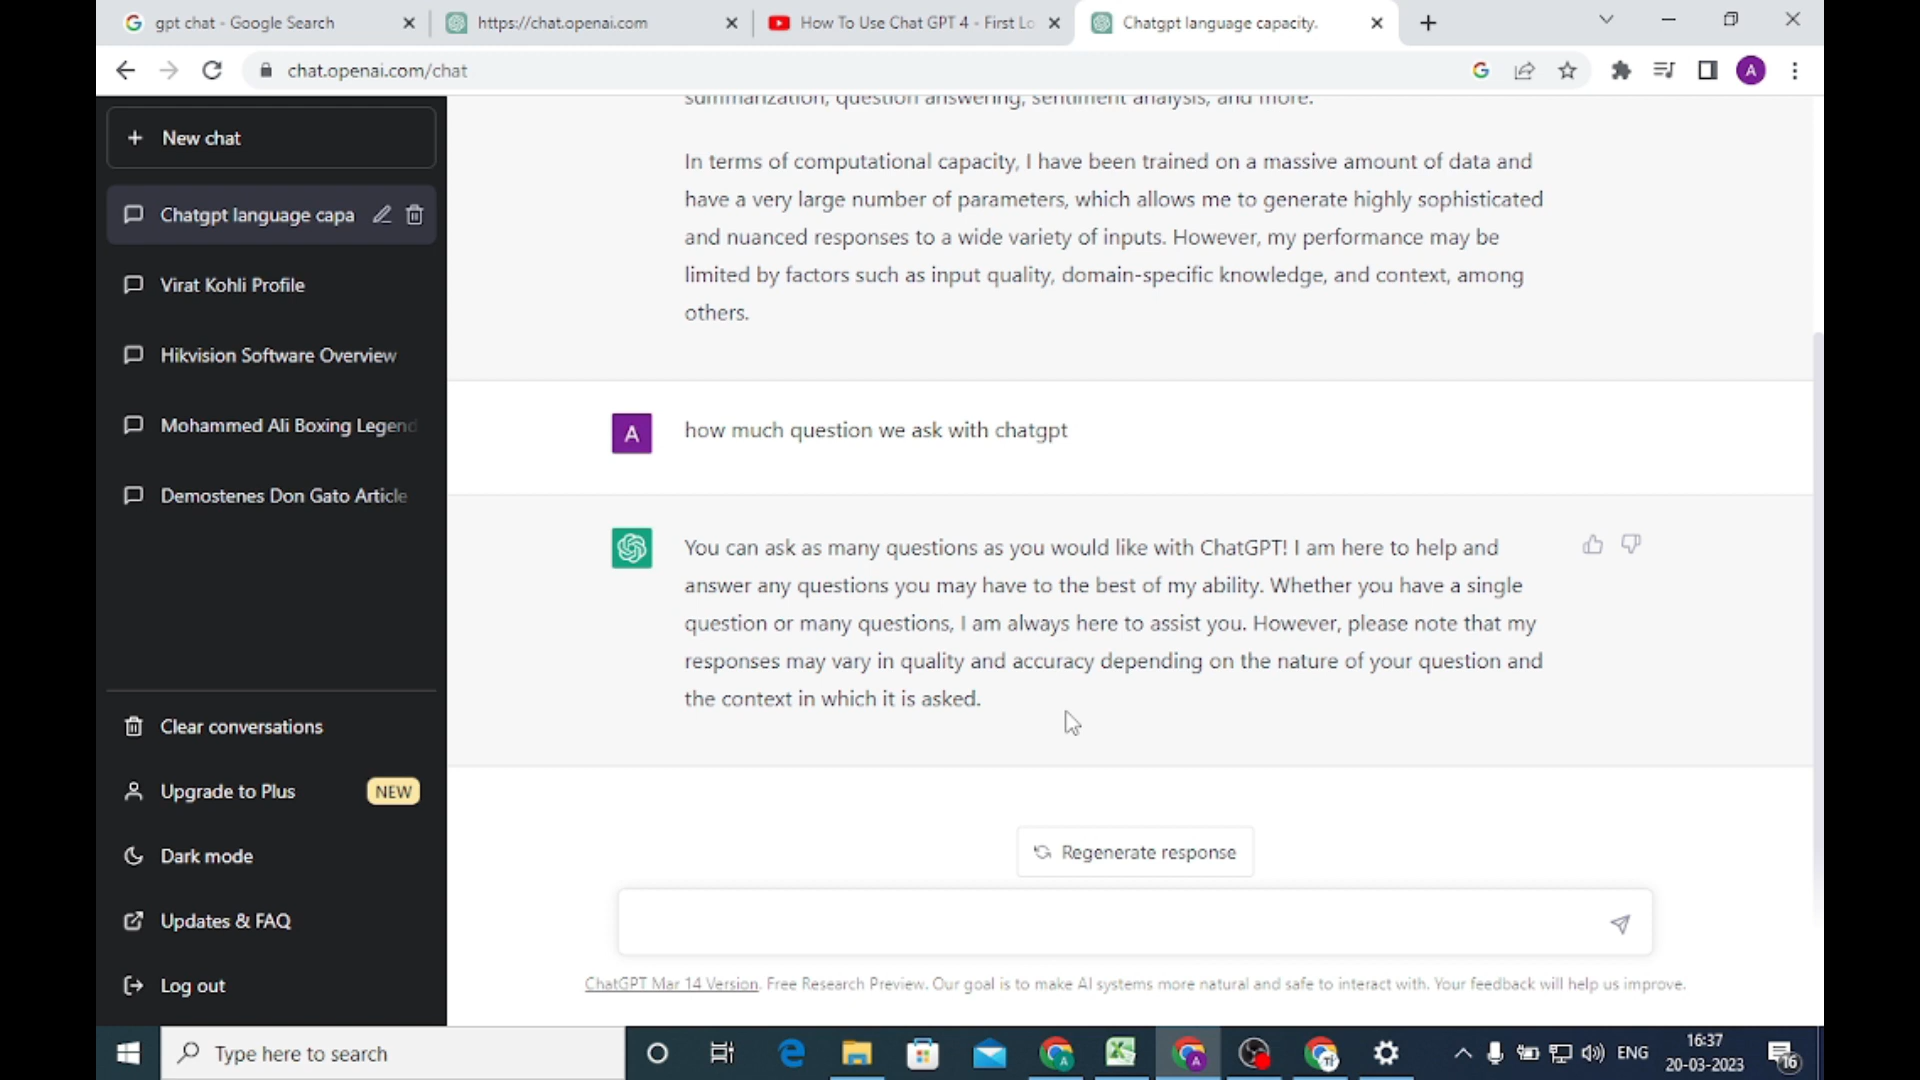 gpt chat - Google Search
https://chat.openai.com
How To Use Chat GPT 4 - First Lo
Chatgpt language capacity.
chat.openai.com/chat
A
New chat
Chatgpt language capa
Virat Kohli Profile
Hikvision Software Overview
Mohammed Ali Boxing Legend
Demostenes Don Gato Article
Clear conversations
Upgrade to Plus
NEW
Dark mode
Updates & FAQ
Log out
summarization, question answering, sentiment analysis, and more.
In terms of computational capacity, I have been trained on a massive amount of data and
have a very large number of parameters, which allows me to generate highly sophisticated
and nuanced responses to a wide variety of inputs. However, my performance may be
limited by factors such as input quality, domain-specific knowledge, and context, among
others.
A
how much question we ask with chatgpt
You can ask as many questions as you would like with ChatGPT! I am here to help and
answer any questions you may have to the best of my ability. Whether you have a single
question or many questions, I am always here to assist you. However, please note that my
responses may vary in quality and accuracy depending on the nature of your question and
the context in which it is asked.
Regenerate response
ChatGPT Mar 14 Version. Free Research Preview. Our goal is to make AI systems more natural and safe to interact with. Your feedback will help us improve.
Type here to search
ENG
16:37
20-03-2023
16